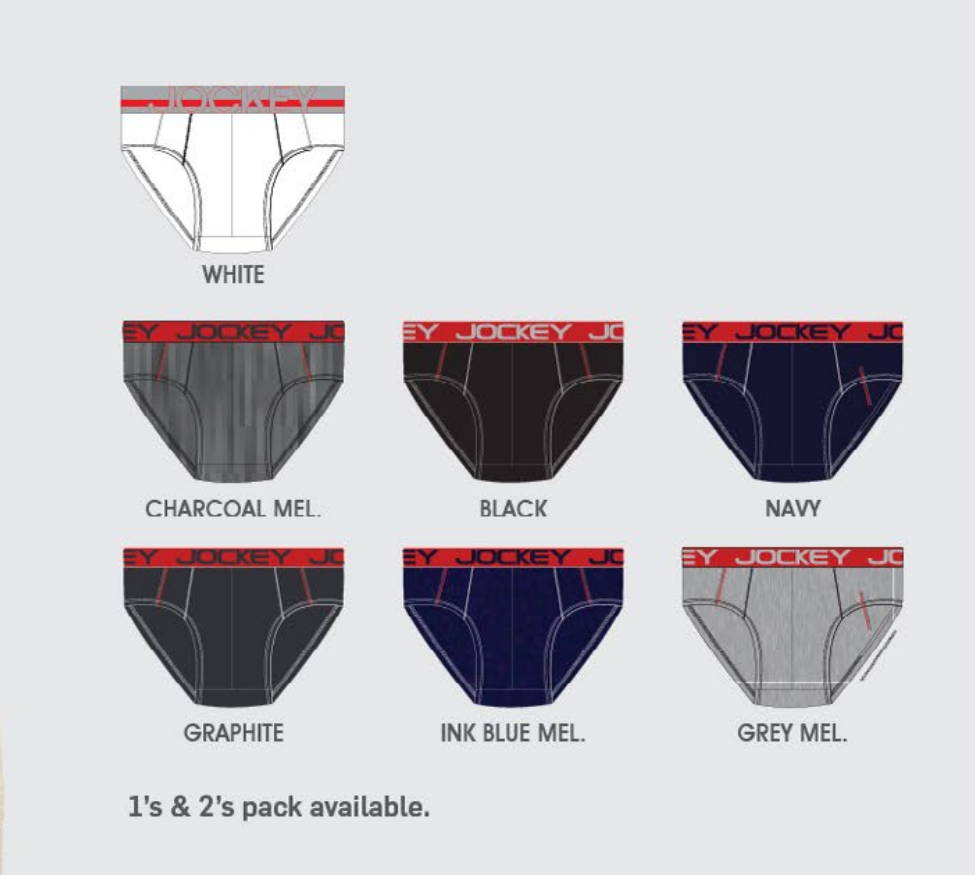 JOCKEY
WHITE
EY JOCKEY JC
EY JOCKEY JC
EY JOCKEY JC
CHARCOAL MEL.
BLACK
NAVY
EY JOCKEY JC
EY JOCKEY JC
EY JOCKEY JC
GRAPHITE
INK BLUE MEL.
GREY MEL.
1's & 2's pack available.